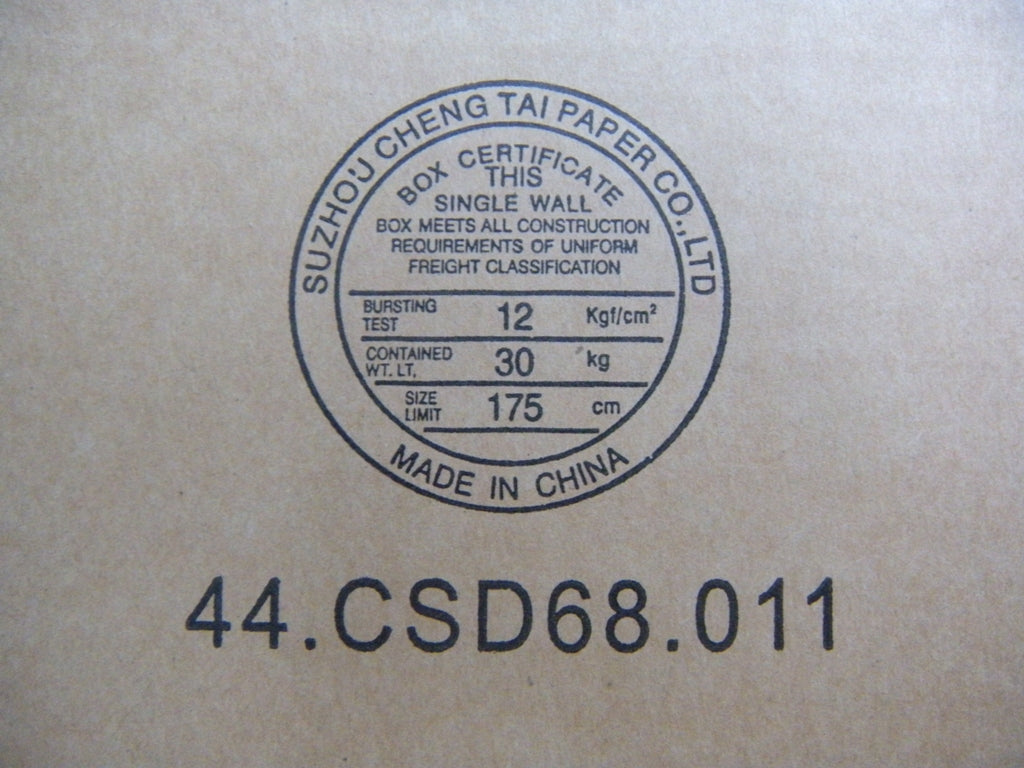 SUZHOU CHENG TAI PAPER CO.,LTD
BOX CERTIFICATE
THIS
SINGLE WALL
BOX MEETS ALL CONSTRUCTION
REQUIREMENTS OF UNIFORM
FREIGHT CLASSIFICATION
BURSTING TEST 12 Kgf/cm²
CONTAINED WT. LT, 30 kg
SIZE LIMIT 175 cm
MADE IN CHINA
44.CSD68.011